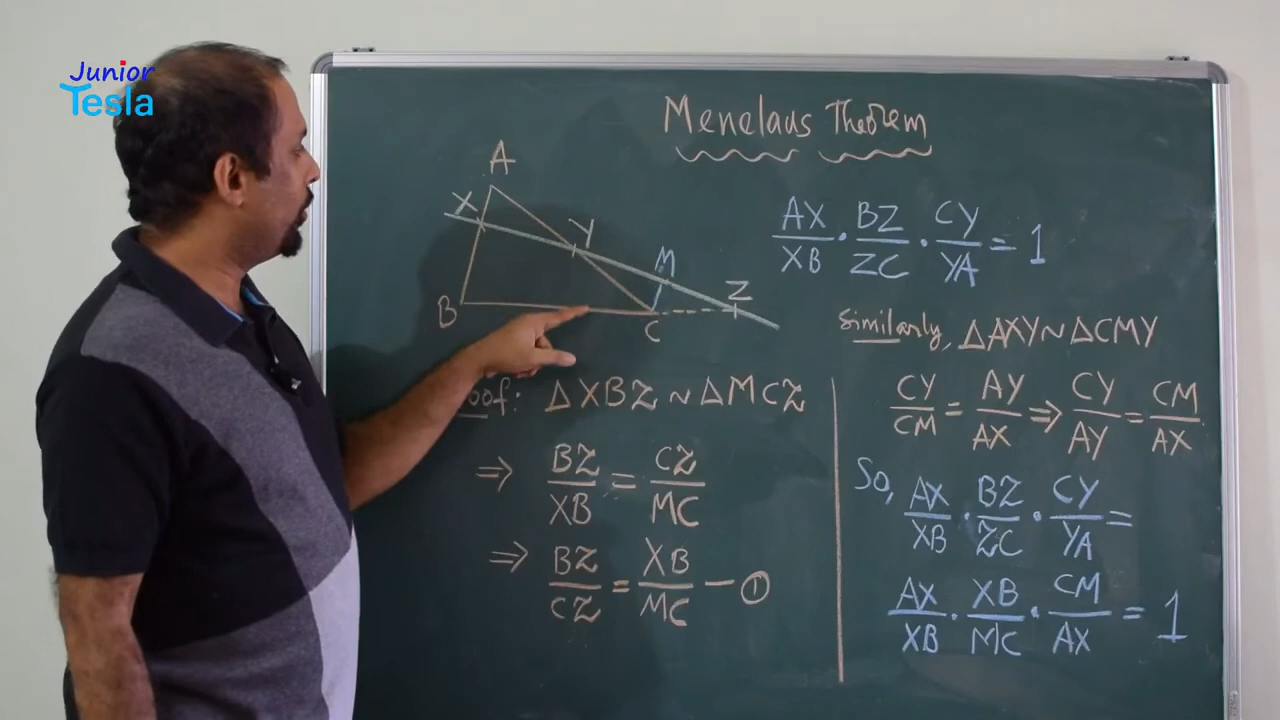 Junior
Tesla
Menelaus Theorem
A
X
Y
M
Z
B
C
AX/XB · BZ/ZC · CY/YA = 1
Proof: ΔXBZ ~ ΔMCZ
⇒ BZ/XB = CZ/MC
⇒ BZ/CZ = XB/MC — ①
Similarly, ΔAXY ~ ΔCMY
CY/CM = AY/AX ⇒ CY/AY = CM/AX
So, AX/XB · BZ/ZC · CY/YA =
AX/XB · XB/MC · CM/AX = 1